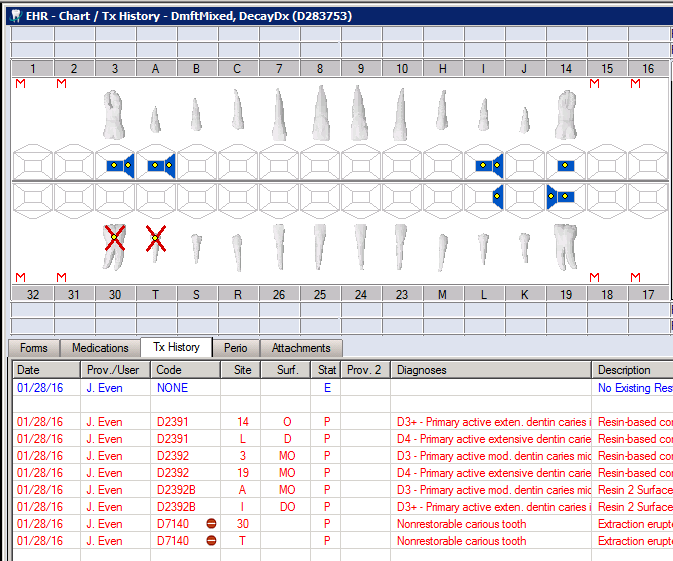 EHR - Chart / Tx History - DmftMixed, DecayDx (D283753)
1 2 3 A B C 7 8 9 10 H I J 14 15 16
M M M M
M M M M
32 31 30 T S R 26 25 24 23 M L K 19 18 17
Forms Medications Tx History Perio Attachments
Date Prov./User Code Site Surf. Stat Prov. 2 Diagnoses Description
01/28/16 J. Even NONE E No Existing Res
01/28/16 J. Even D2391 14 O P D3+ - Primary active exten. dentin caries i Resin-based co
01/28/16 J. Even D2391 L D P D4 - Primary active extensive dentin carie Resin-based co
01/28/16 J. Even D2392 3 MO P D3 - Primary active mod. dentin caries mic Resin-based co
01/28/16 J. Even D2392 19 MO P D4 - Primary active extensive dentin carie Resin-based co
01/28/16 J. Even D2392B A MO P D3 - Primary active mod. dentin caries mic Resin 2 Surface
01/28/16 J. Even D2392B I DO P D3+ - Primary active exten. dentin caries i Resin 2 Surface
01/28/16 J. Even D7140 30 P Nonrestorable carious tooth Extraction erupte
01/28/16 J. Even D7140 T P Nonrestorable carious tooth Extraction erupte